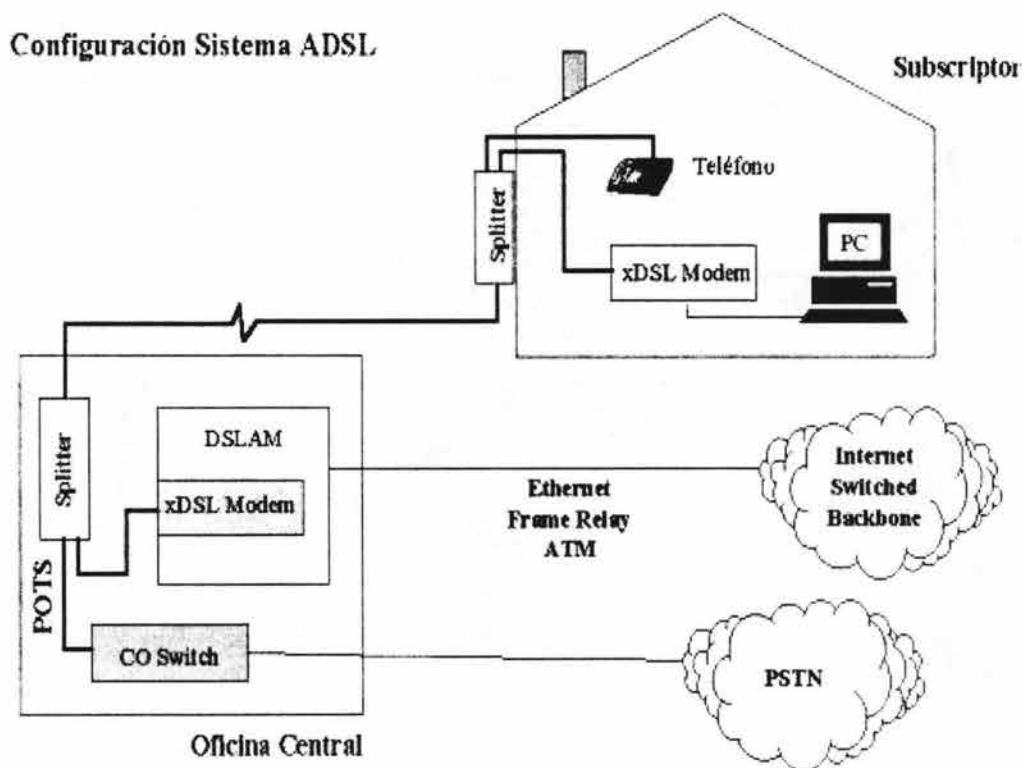 Configuración Sistema ADSL
Subscriptor
Teléfono
Splitter
xDSL Modem
PC
Splitter
DSLAM
xDSL Modem
POTS
CO Switch
Ethernet
Frame Relay
ATM
Internet
Switched
Backbone
PSTN
Oficina Central